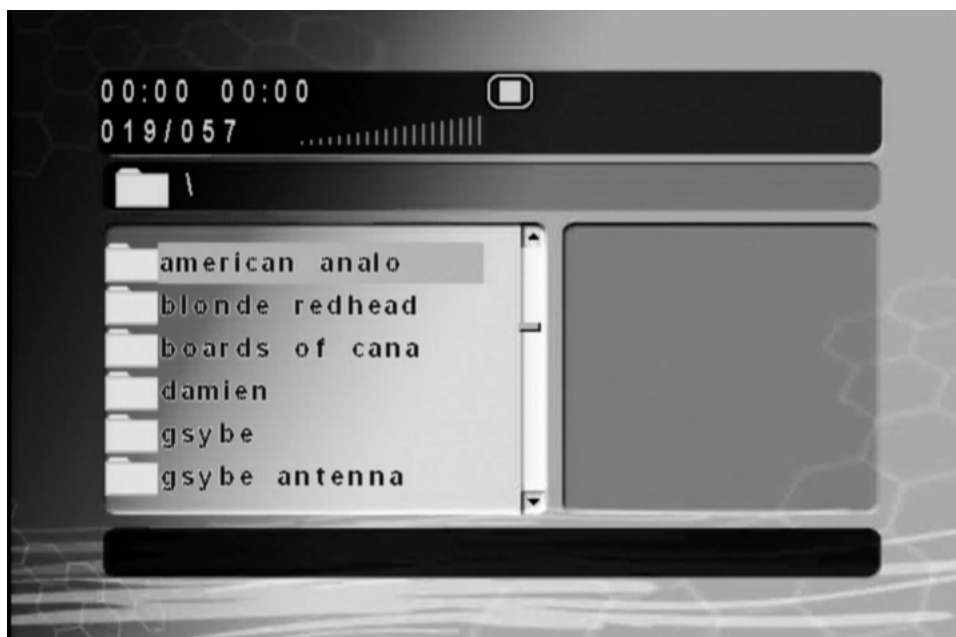 00:00 00:00
019/057
\
american analo
blonde redhead
boards of cana
damien
gsybe
gsybe antenna